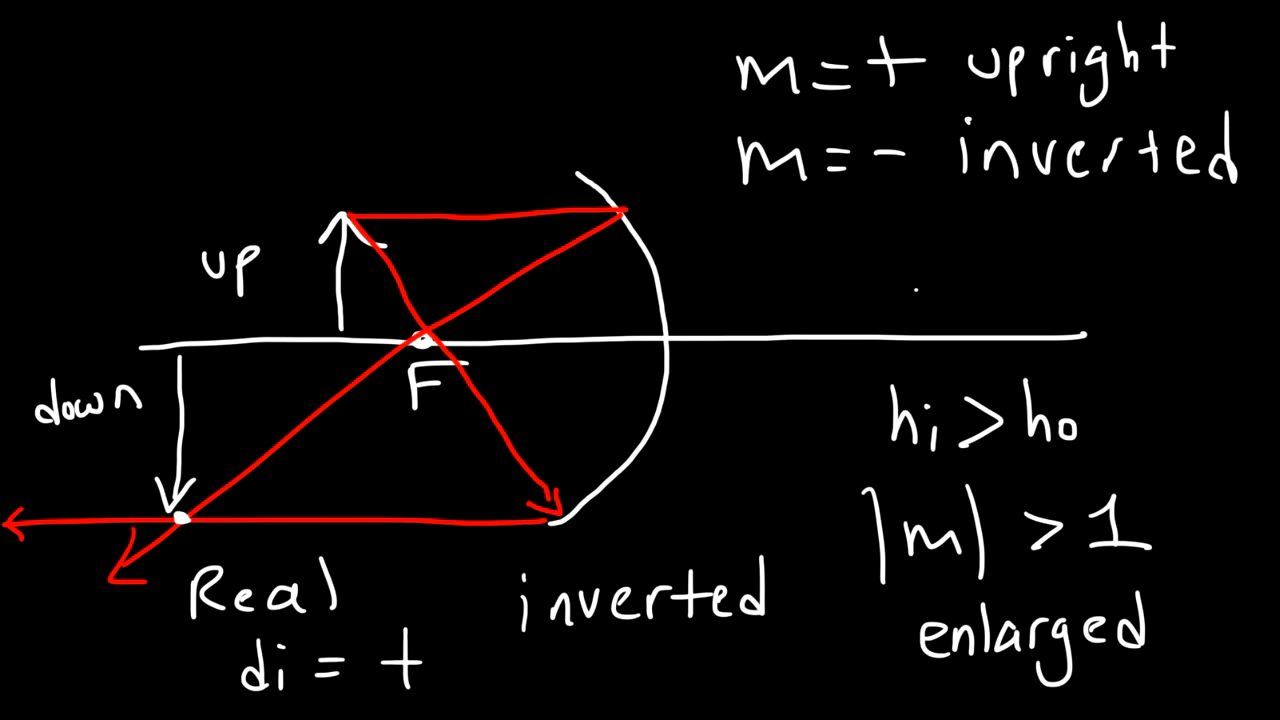 m = + upright
m = - inverted
up
F
down
hi > ho
|m| > 1
enlarged
Real
di = +
inverted